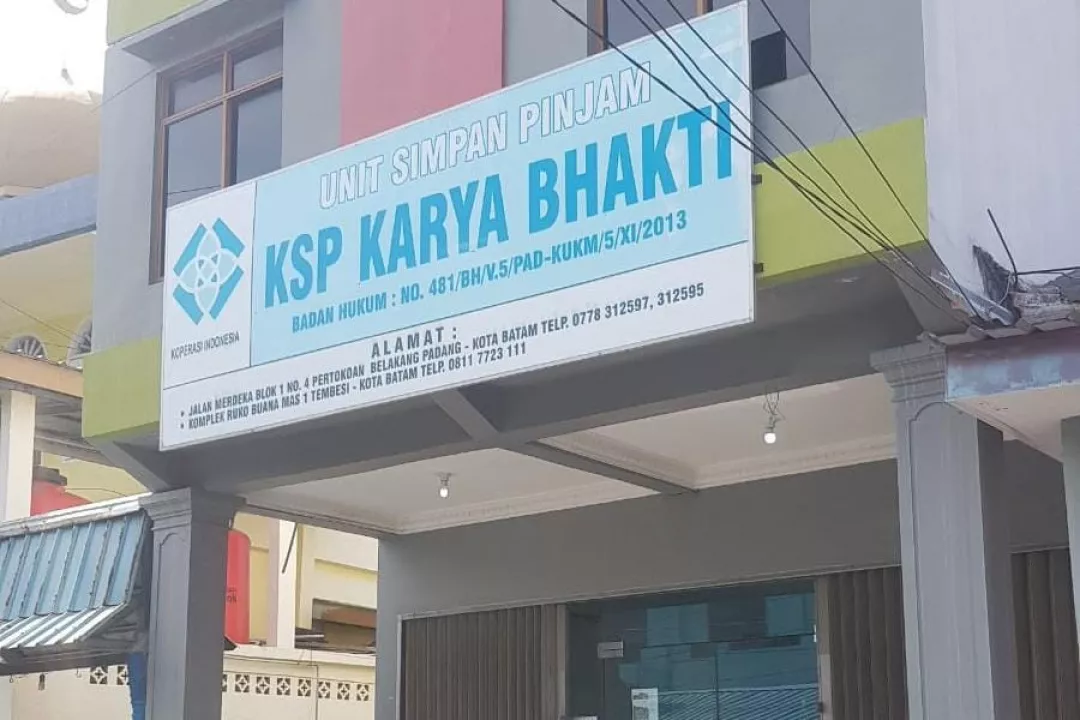 UNIT SIMPAN PINJAM
KSP KARYA BHAKTI
BADAN HUKUM : NO. 481/BH/V.5/PAD-KUKM/5/XI/2013
KOPERASI INDONESIA
ALAMAT :
• JALAN MERDEKA BLOK 1 NO. 4 PERTOKOAN BELAKANG PADANG - KOTA BATAM TELP. 0778 312597, 312595
• KOMPLEK RUKO BUANA MAS 1 TEMBESI - KOTA BATAM TELP. 0811 7723 111